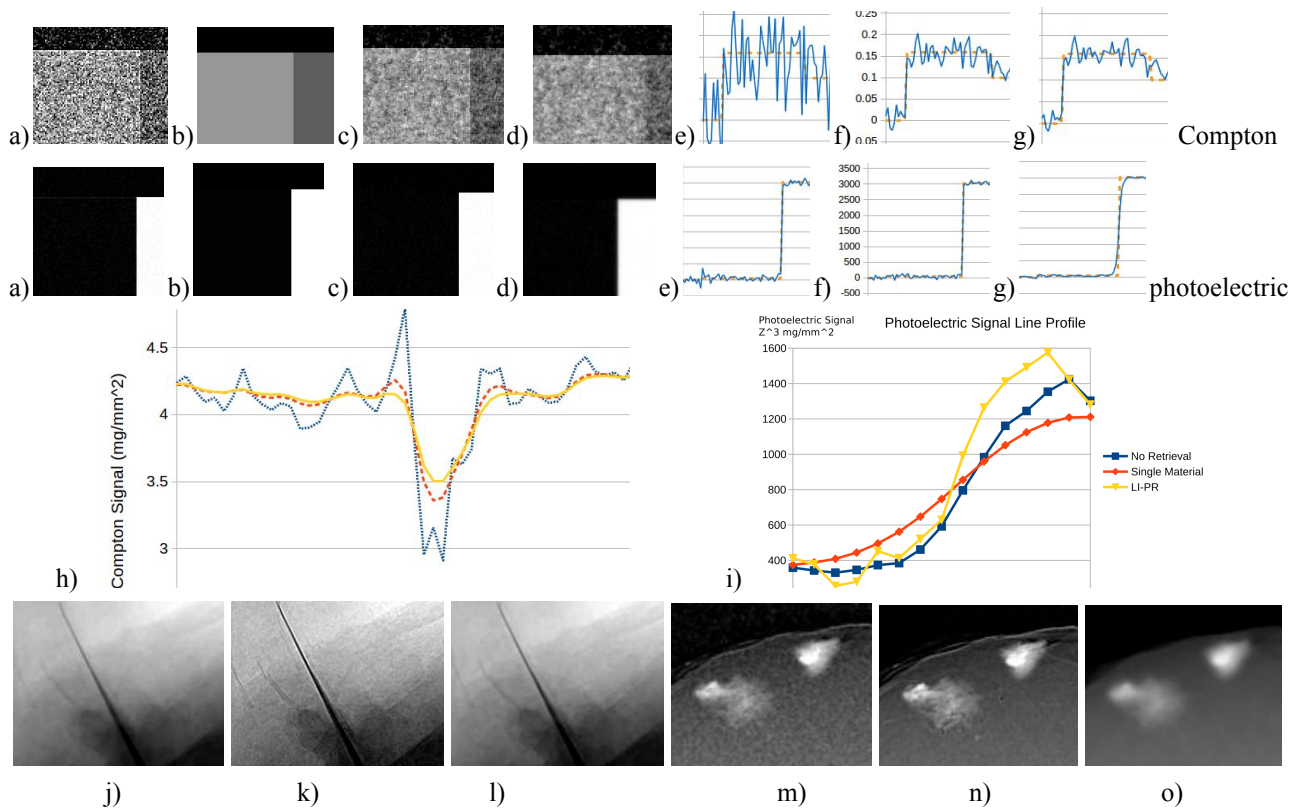 0.25
0.2
0.15
0.1
0.05
0
0.05
a) b) c) d) e) f) g) Compton
3500
3000
2500
2000
1500
1000
500
0
-500
a) b) c) d) e) f) g) photoelectric
Compton Signal (mg/mm^2)
4.5
4
3.5
3
h)
Photoelectric Signal
Z^3 mg/mm^2
Photoelectric Signal Line Profile
1600
1400
1200
1000
800
600
400
No Retrieval
Single Material
LI-PR
i)
j) k) l) m) n) o)